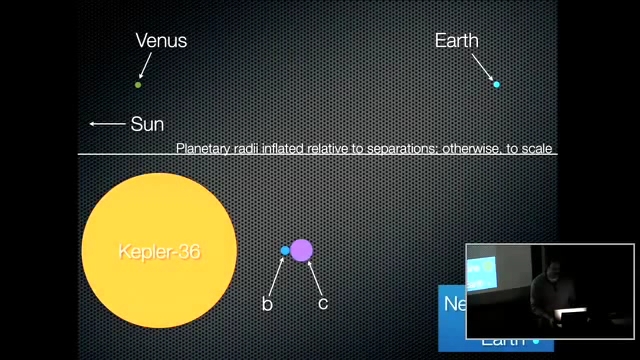 Venus
Earth
Sun
Planetary radii inflated relative to separations; otherwise, to scale
Kepler-36
b
c
Ne
Earth